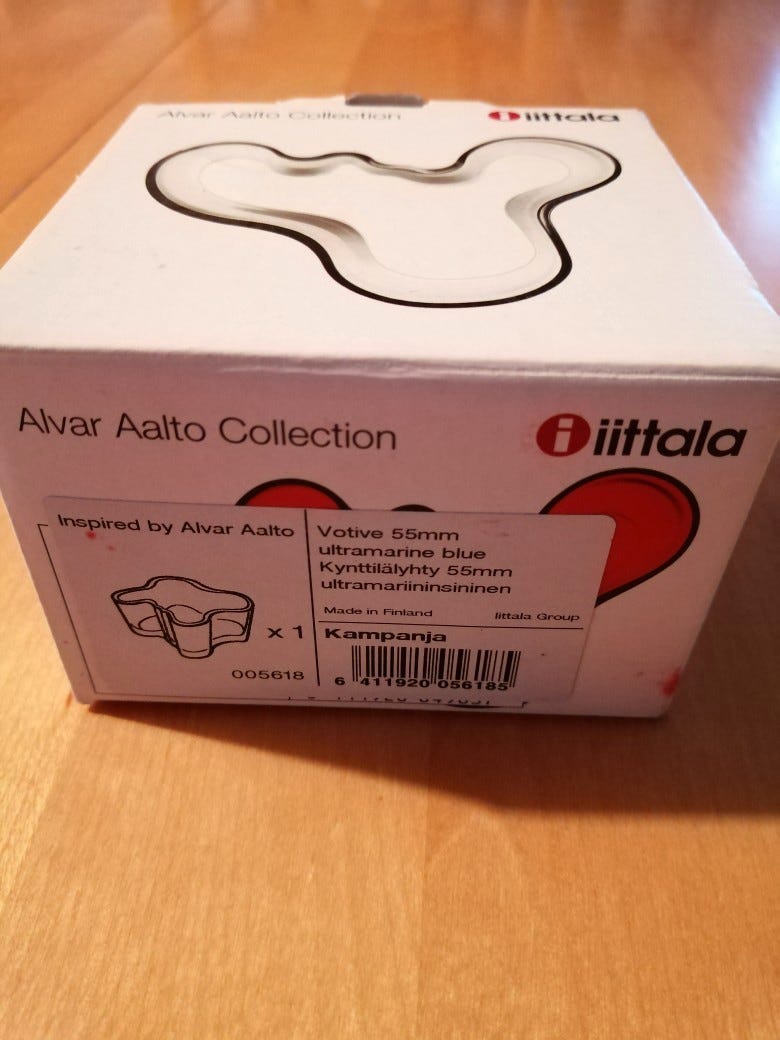 Alvar Aalto Collection
i iittala
Alvar Aalto Collection
i iittala
Inspired by Alvar Aalto
x 1
005618
Votive 55mm
ultramarine blue
Kynttilälyhty 55mm
ultramariininsininen
Made in Finland
Iittala Group
Kampanja
6 411920 056185